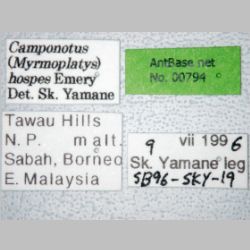 Camponotus
(Myrmoplatys)
hospes Emery
Det. Sk. Yamane
AntBase net
No. 00794
Tawau Hills
N. P. malt.
Sabah, Borneo
E. Malaysia
9 vii 1996
Sk. Yamane leg
SB96-SKY-19